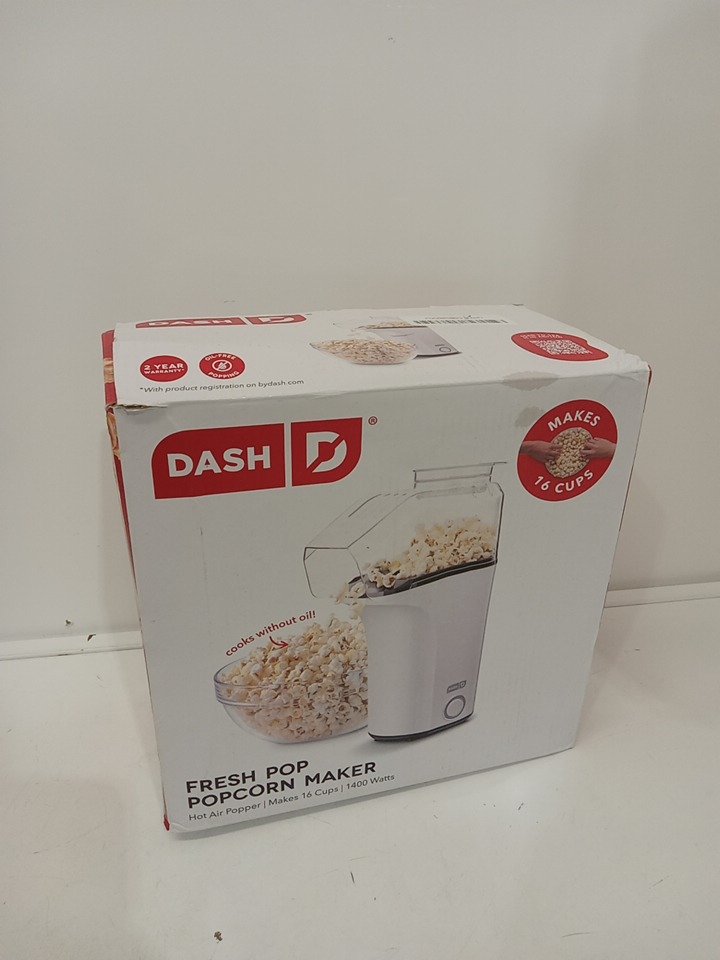 DASH
2 YEAR
WARRANTY*
OIL-FREE
POPPING
*With product registration on bydash.com
DASH
®
MAKES
16 CUPS
cooks without oil!
DASH
FRESH POP
POPCORN MAKER
Hot Air Popper | Makes 16 Cups | 1400 Watts